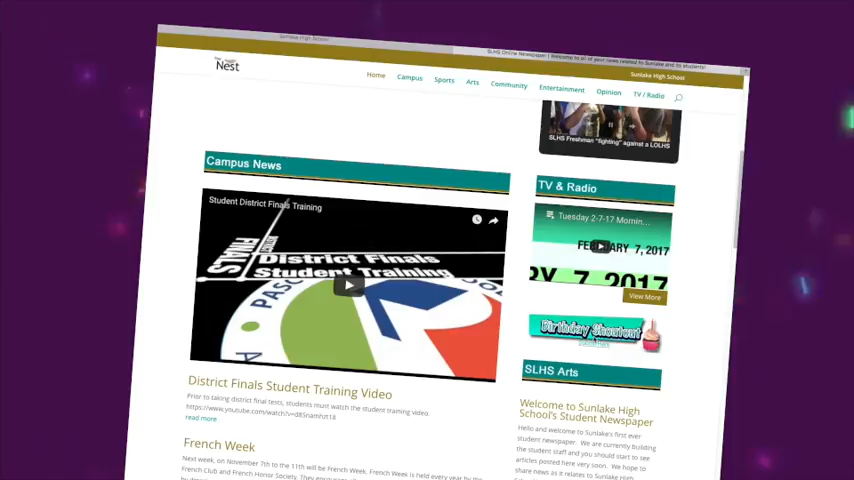 Sunlake High School
SLHS Online Newspaper | Welcome to all of your news related to Sunlake and its students!
Sunlake High School
The Nest
Home Campus Sports Arts Community Entertainment Opinion TV / Radio
SLHS Freshman "fighting" against a LOLHS
Campus News
Student District Finals Training
DISTRICT
FINALS
District Finals
Student Training
PASCO
District Finals Student Training Video
Prior to taking district final tests, students must watch the student training video.
read more
French Week
Next week, on November 7th to the 11th will be French Week. French Week is held every year by the
French Club and French Honor Society.
TV & Radio
Tuesday 2-7-17 Mornin...
FEBRUARY 7, 2017
RY 7, 2017
View More
Birthday Shoutout
SLHS Arts
Welcome to Sunlake High
School's Student Newspaper
Hello and welcome to Sunlake's first ever
student newspaper. We are currently building
the student staff and you should start to see
articles posted here very soon. We hope to
share news as it relates to Sunlake High